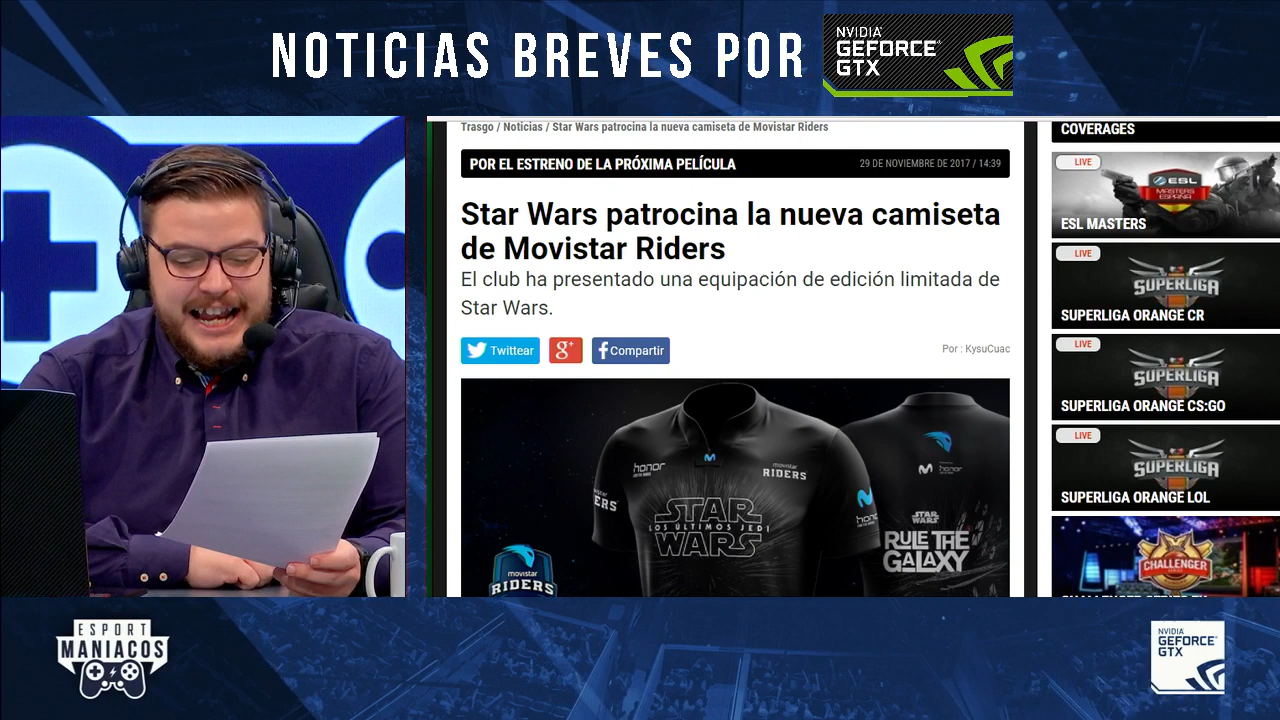 NOTICIAS BREVES POR
NVIDIA
GEFORCE
GTX
Trasgo / Noticias / Star Wars patrocina la nueva camiseta de Movistar Riders
POR EL ESTRENO DE LA PRÓXIMA PELÍCULA
29 DE NOVIEMBRE DE 2017 / 14:39
Star Wars patrocina la nueva camiseta
de Movistar Riders
El club ha presentado una equipación de edición limitada de
Star Wars.
Twittear
g+
Compartir
Por : KysuCuac
honor
movistar
RIDERS
STAR
LOS ÚLTIMOS JEDI
WARS
movistar
RIDERS
honor
STAR
WARS
RULE THE
GALAXY
COVERAGES
LIVE
ESL
MASTERS
ESPAÑA
ESL MASTERS
LIVE
SUPERLIGA
SUPERLIGA ORANGE CR
LIVE
SUPERLIGA
SUPERLIGA ORANGE CS:GO
LIVE
SUPERLIGA
SUPERLIGA ORANGE LOL
CHALLENGER
ESPORT
MANIACOS
NVIDIA
GEFORCE
GTX